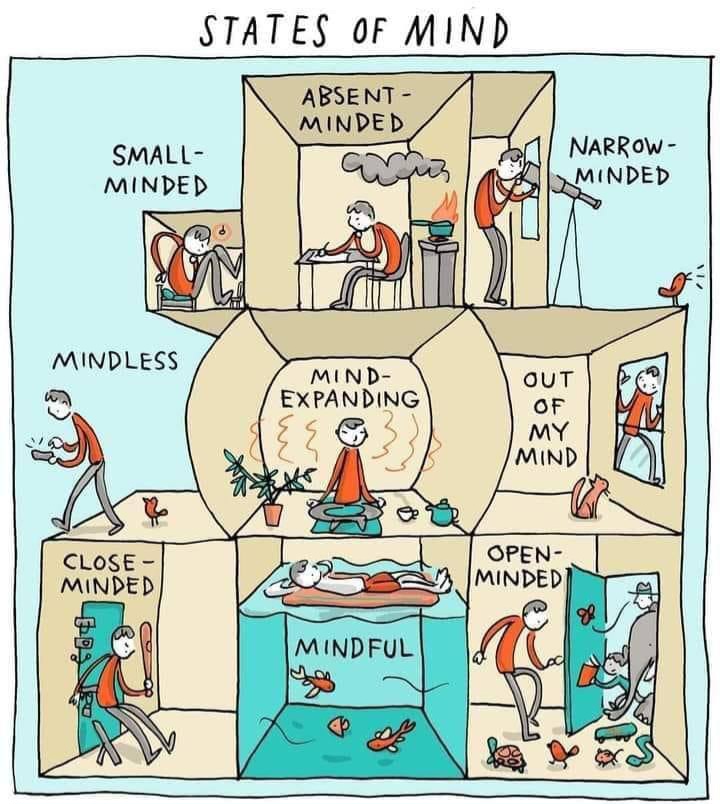 STATES OF MIND
ABSENT-
MINDED
SMALL-
MINDED
NARROW-
MINDED
MINDLESS
MIND-
EXPANDING
OUT
OF
MY
MIND
CLOSE-
MINDED
MINDFUL
OPEN-
MINDED